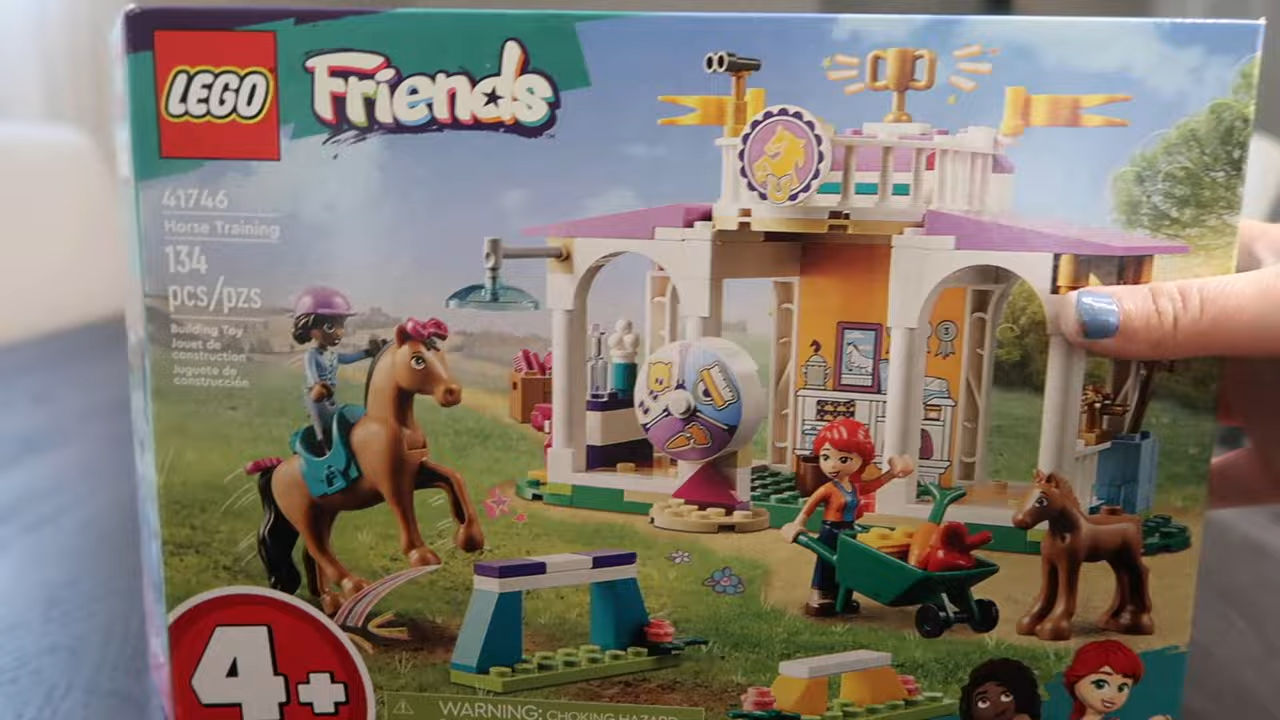 LEGO
Friends
41746
Horse Training
134
pcs/pzs
Building Toy
Jouet de
construction
Juguete de
construcción
3
4+
WARNING: CHOKING HAZARD